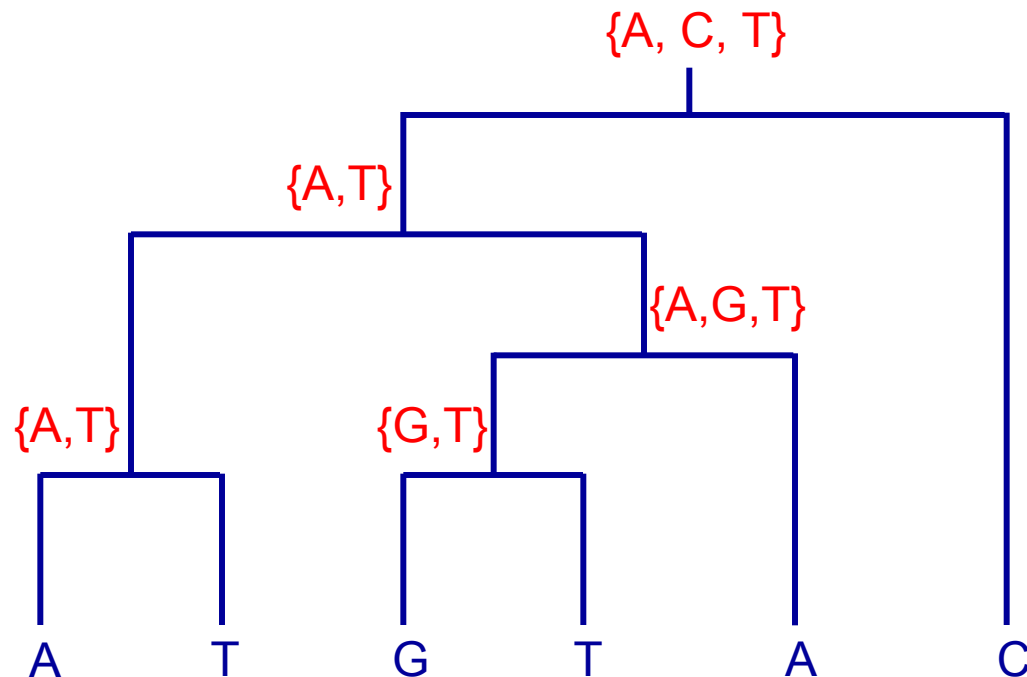 {A, C, T}
{A,T}
{A,G,T}
{A,T} {G,T}
A T G T A C